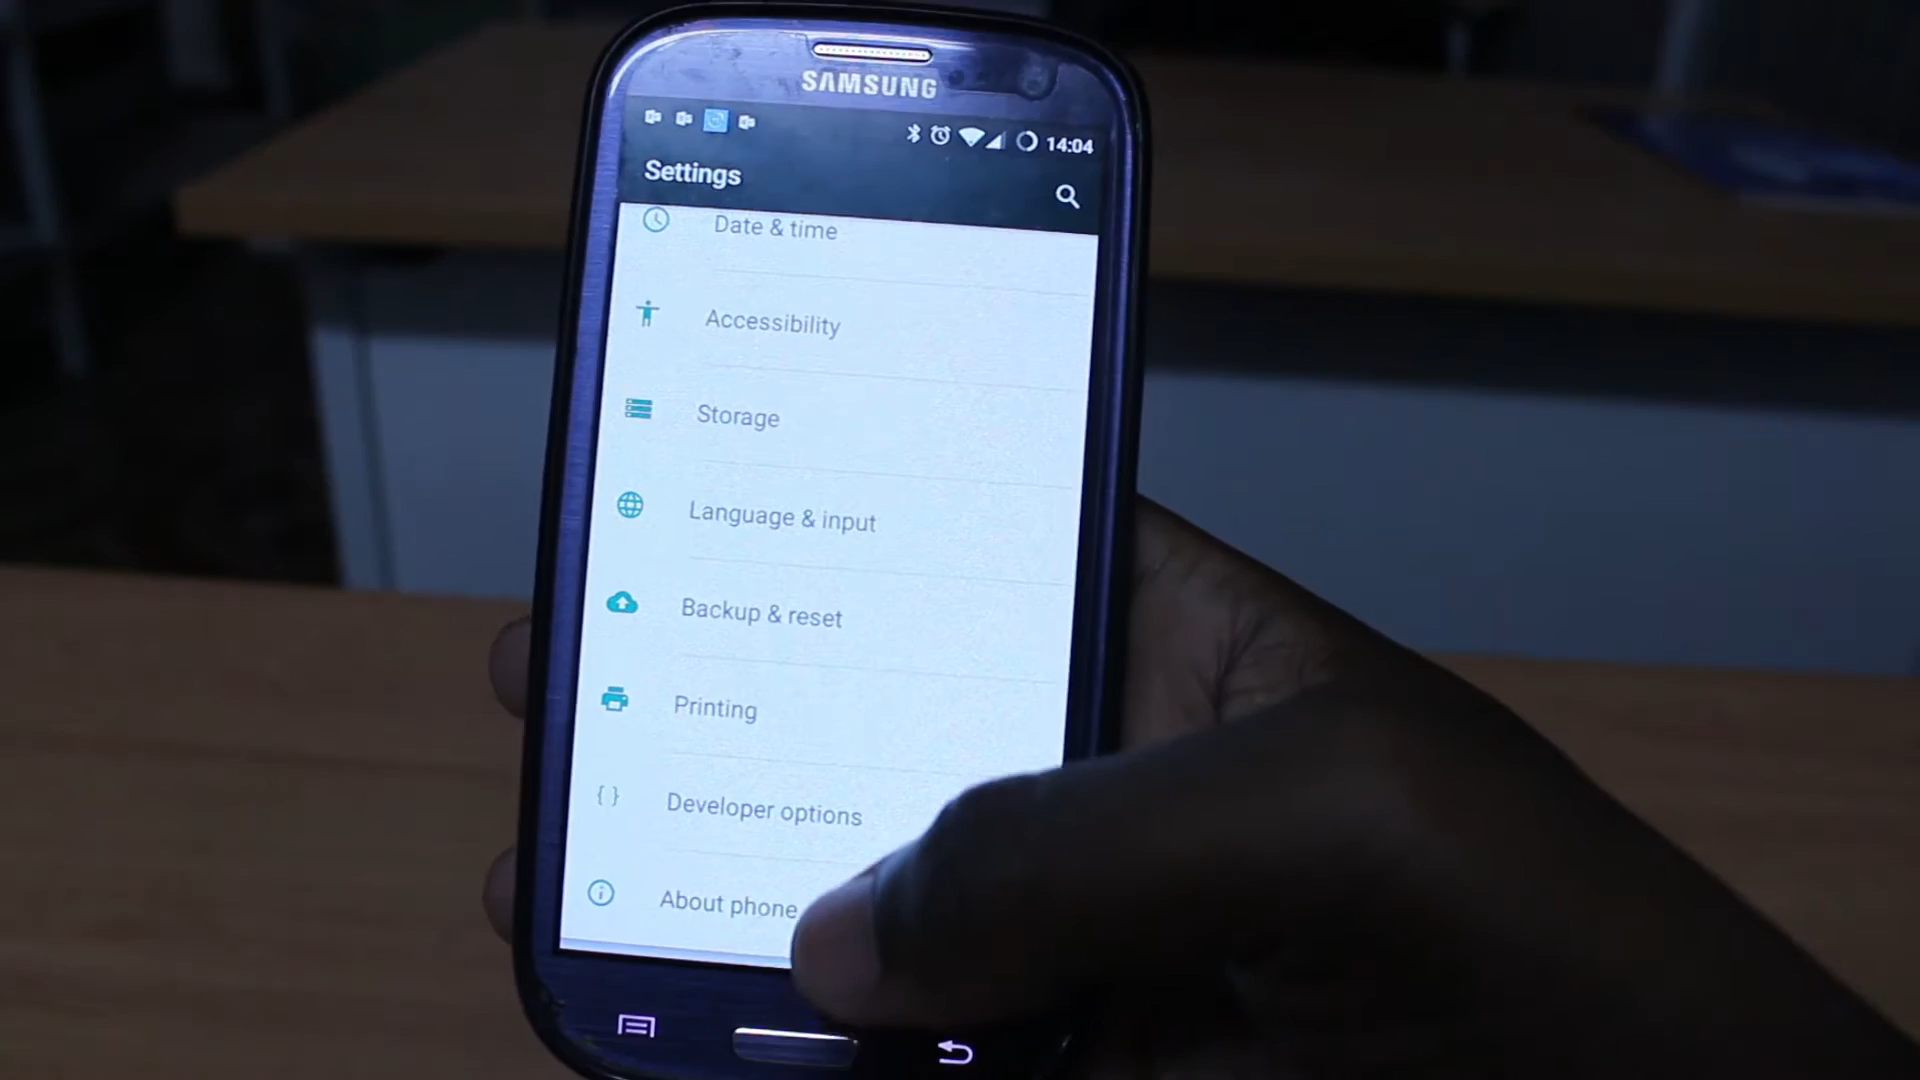 SAMSUNG
14:04
Settings
Date & time
Accessibility
Storage
Language & input
Backup & reset
Printing
{ } Developer options
About phone